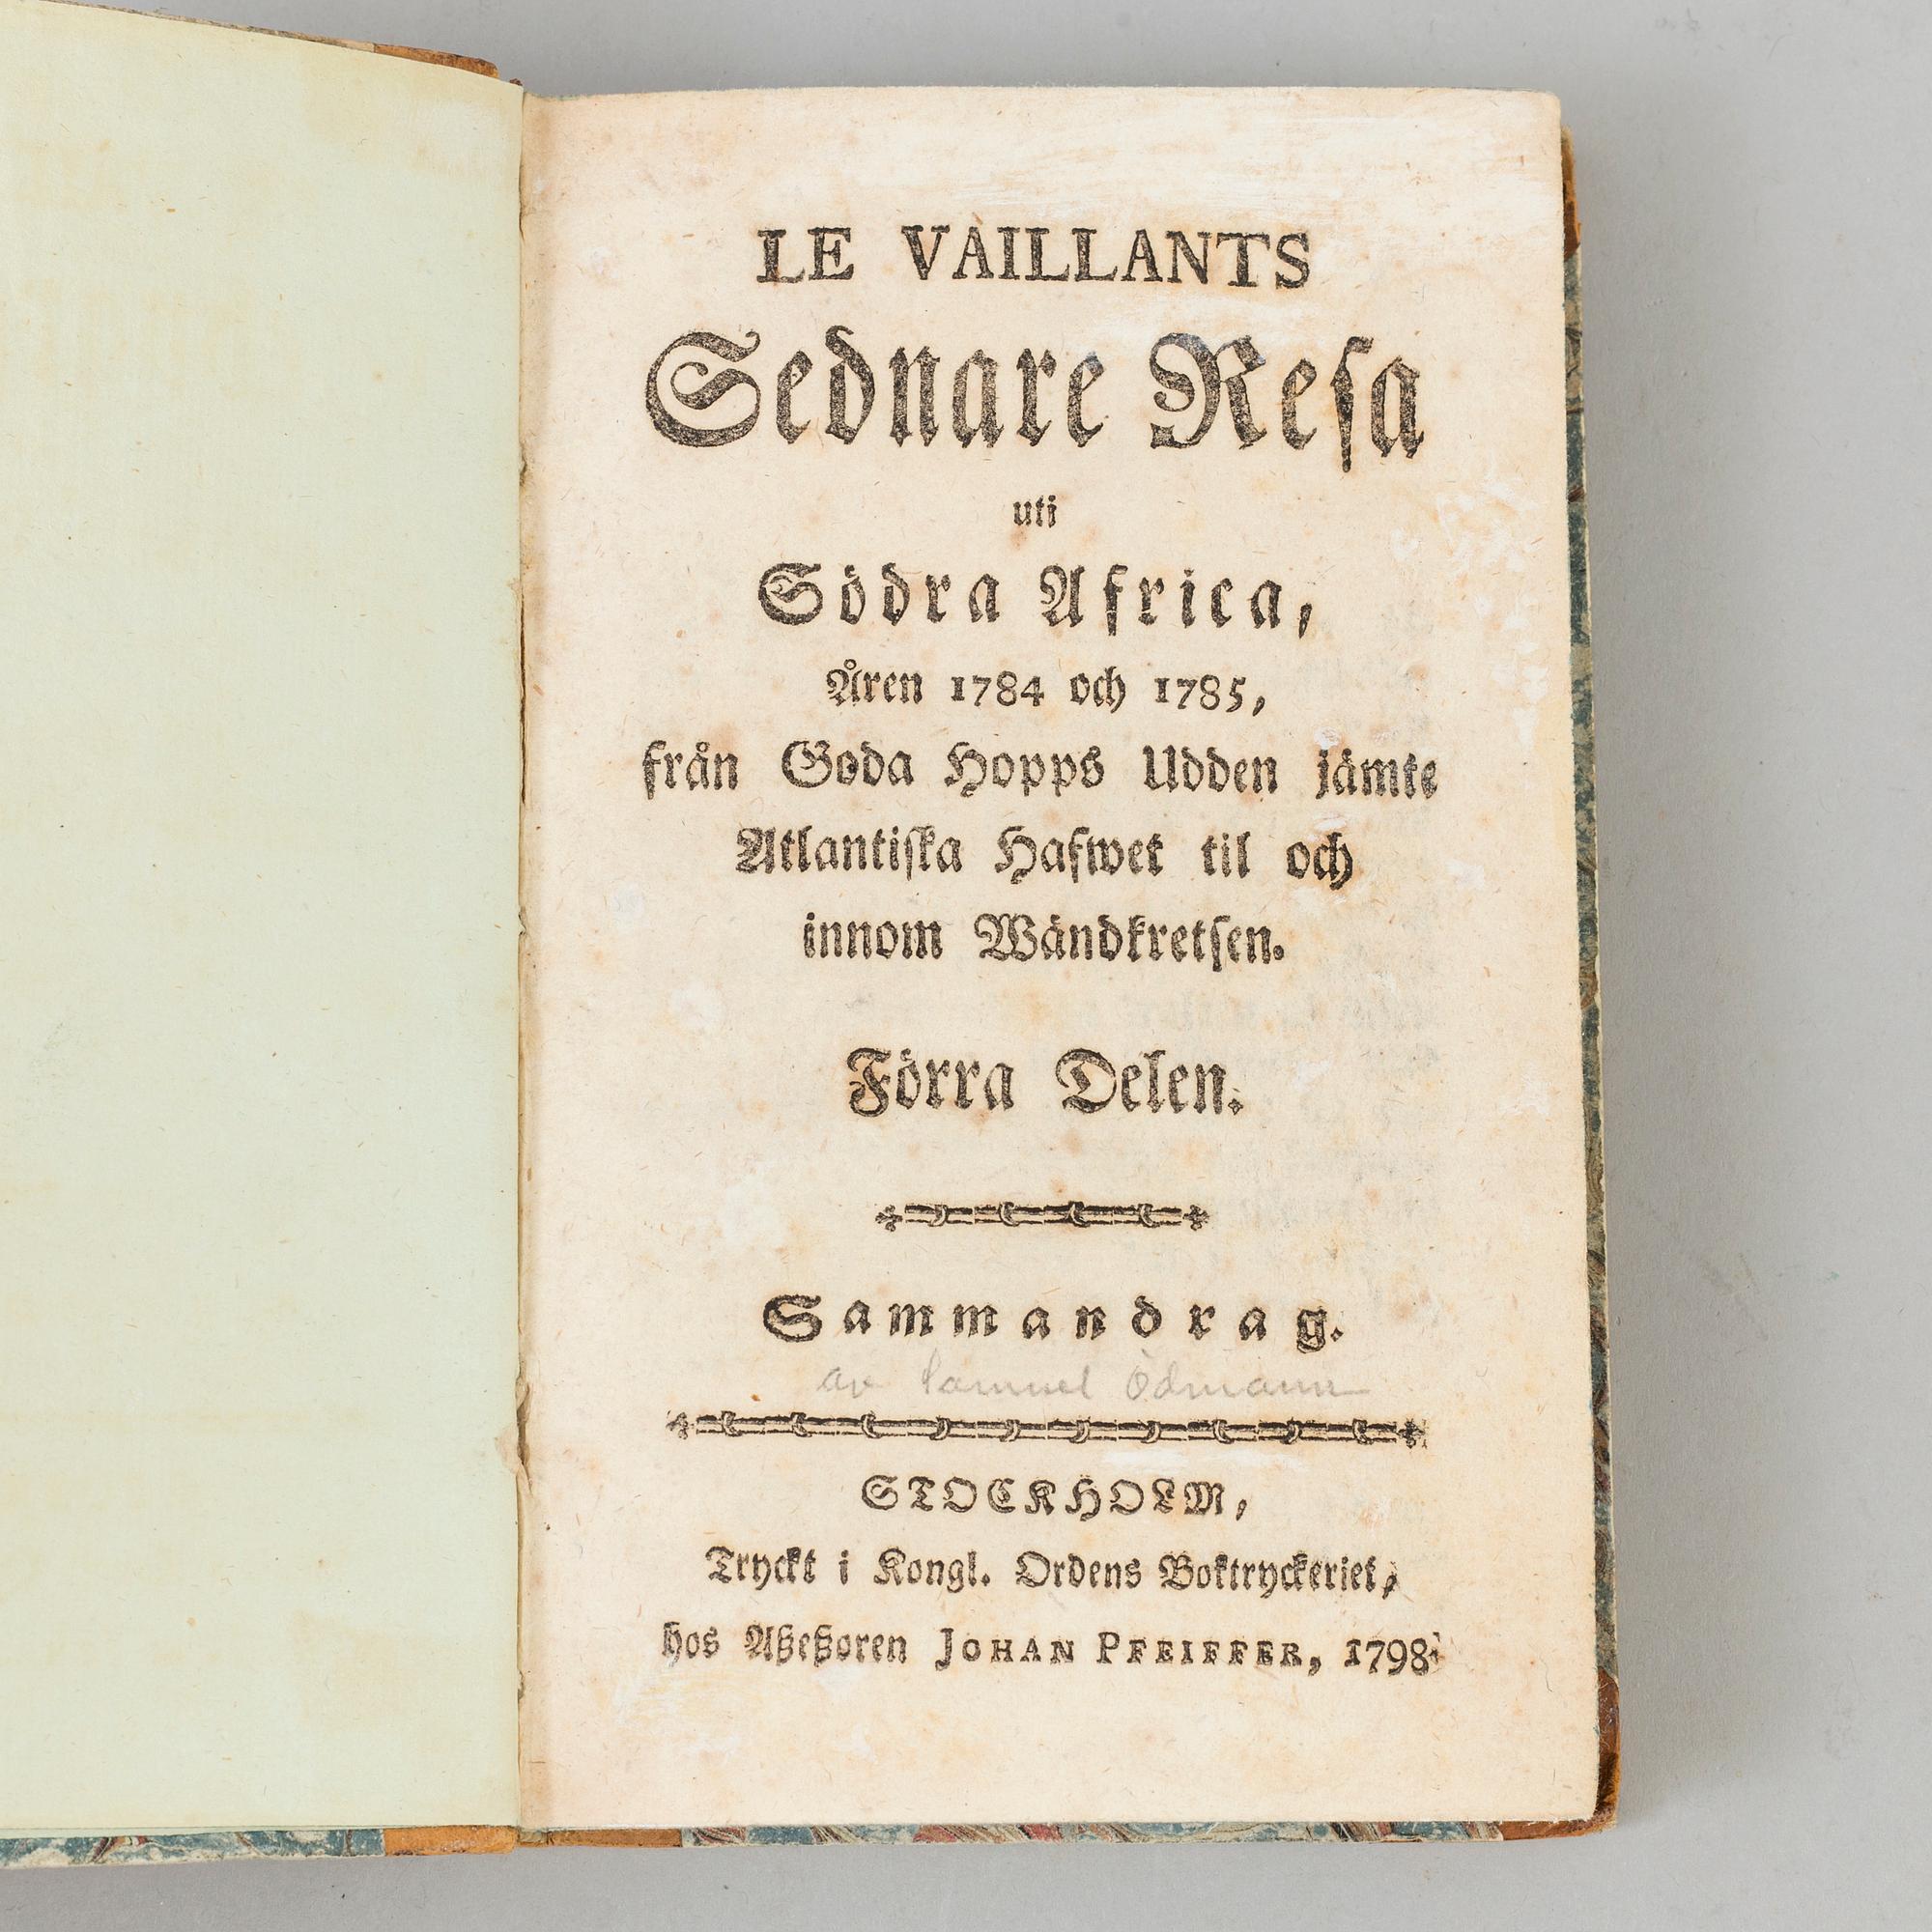 LE VAILLANTS
Sednare Resa
uti
Södra Africa,
Åren 1784 och 1785,
från Goda Hopps Udden jämte
Atlantiska Hafwet til och
innom Wändkretsen.
Förra Delen.
Sammandrag.
av Samuel Ödmann
STOCKHOLM,
Tryckt i Kongl. Ordens Boktryckeriet,
hos Aßeßoren JOHAN PFEIFFER, 1798.